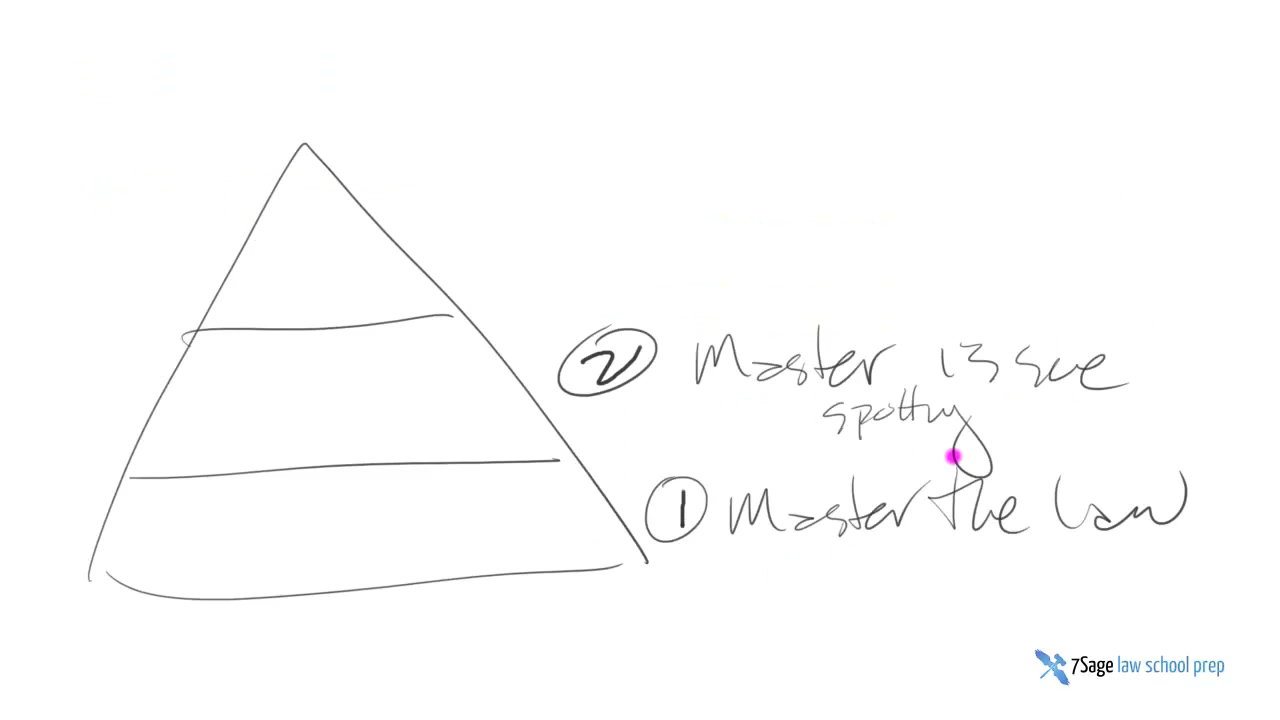 2 Master issue
spotting
1 Master the law
7Sage law school prep